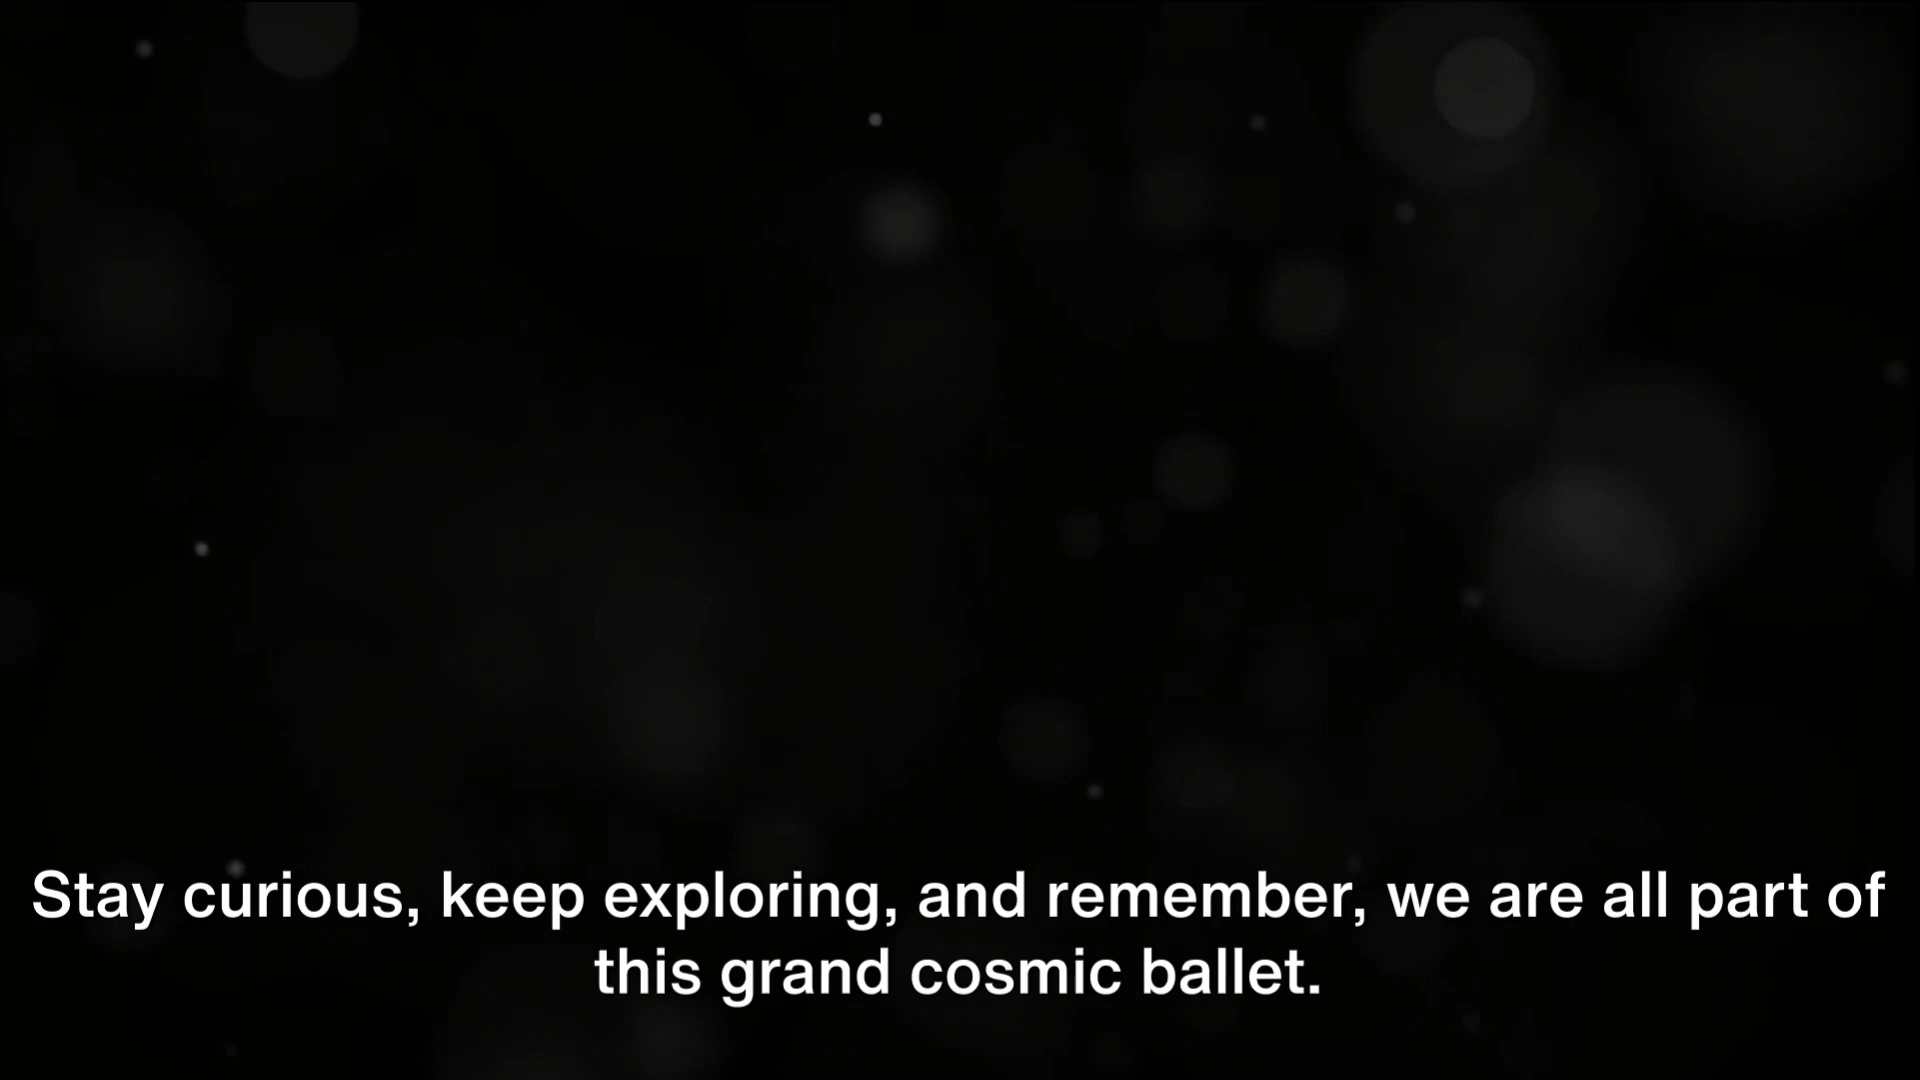 Stay curious, keep exploring, and remember, we are all part of
this grand cosmic ballet.